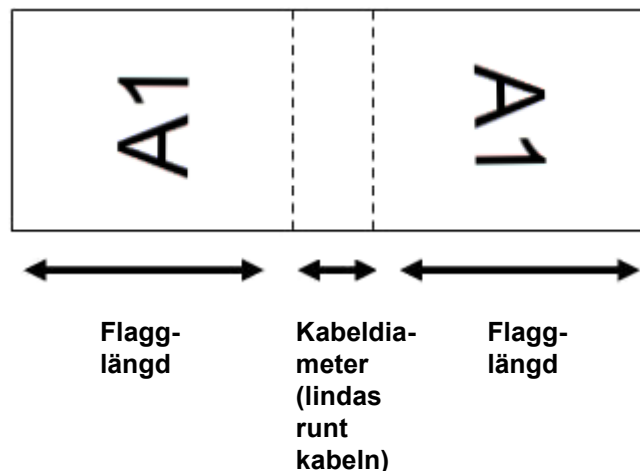 A1
A1
Flagg-
längd
Kabeldia-
meter
(lindas
runt
kabeln)
Flagg-
längd